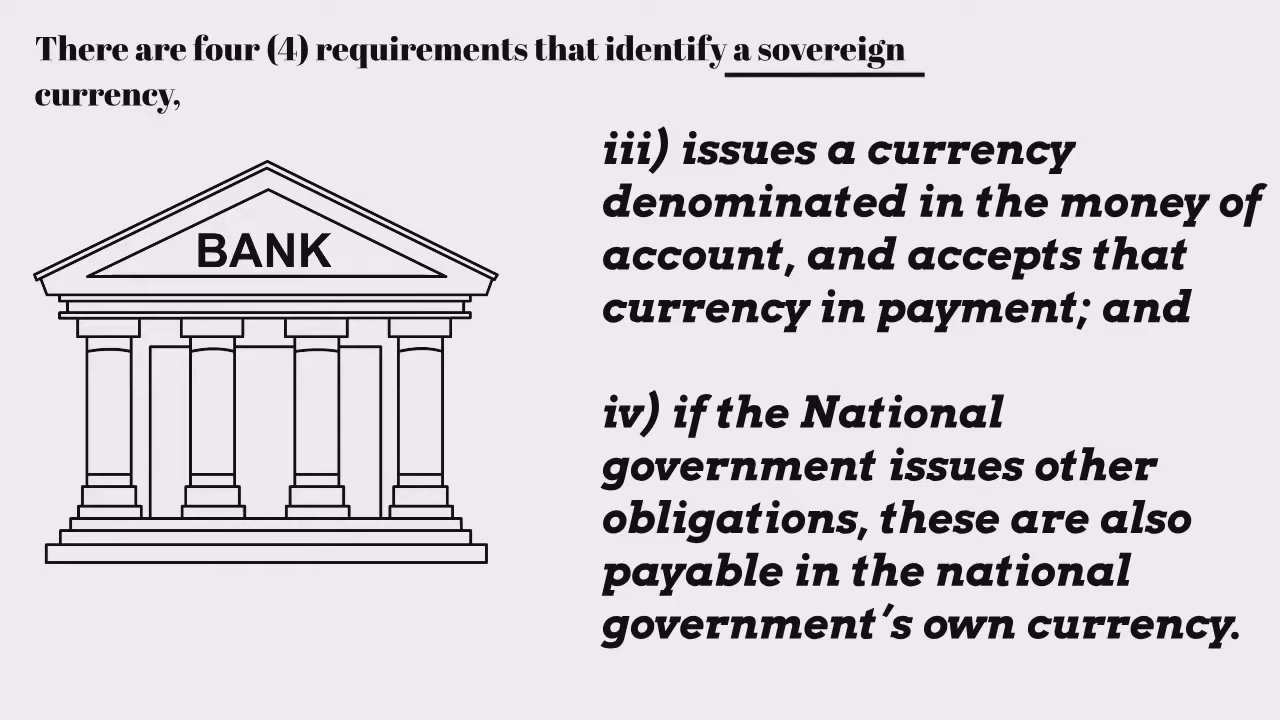 There are four (4) requirements that identify a sovereign
currency,
BANK
iii) issues a currency
denominated in the money of
account, and accepts that
currency in payment; and
iv) if the National
government issues other
obligations, these are also
payable in the national
government’s own currency.